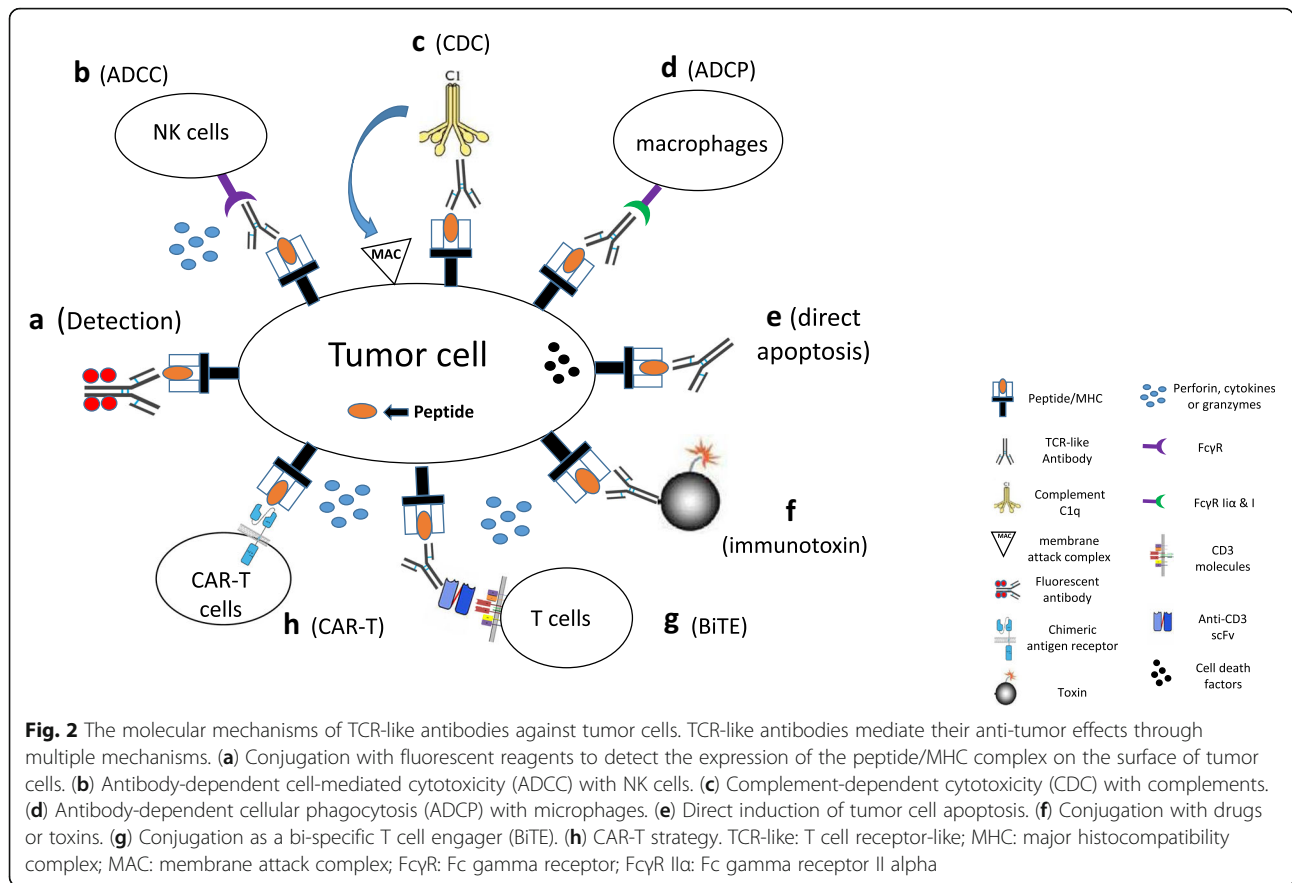 c (CDC)
b (ADCC)
d (ADCP)
CI
NK cells
macrophages
MAC
a (Detection)
e (direct
apoptosis)
Tumor cell
Peptide
f
(immunotoxin)
CAR-T
cells
h (CAR-T)
T cells
g (BiTE)
Peptide/MHC
Perforin, cytokines
or granzymes
TCR-like
Antibody
FcγR
CI
Complement
C1q
FcγR Iiα & I
MAC
membrane
attack complex
CD3
molecules
Fluorescent
antibody
Chimeric
antigen receptor
Anti-CD3
scFv
Toxin
Cell death
factors
Fig. 2 The molecular mechanisms of TCR-like antibodies against tumor cells. TCR-like antibodies mediate their anti-tumor effects through
multiple mechanisms. (a) Conjugation with fluorescent reagents to detect the expression of the peptide/MHC complex on the surface of tumor
cells. (b) Antibody-dependent cell-mediated cytotoxicity (ADCC) with NK cells. (c) Complement-dependent cytotoxicity (CDC) with complements.
(d) Antibody-dependent cellular phagocytosis (ADCP) with microphages. (e) Direct induction of tumor cell apoptosis. (f) Conjugation with drugs
or toxins. (g) Conjugation as a bi-specific T cell engager (BiTE). (h) CAR-T strategy. TCR-like: T cell receptor-like; MHC: major histocompatibility
complex; MAC: membrane attack complex; FcγR: Fc gamma receptor; FcγR IIα: Fc gamma receptor II alpha